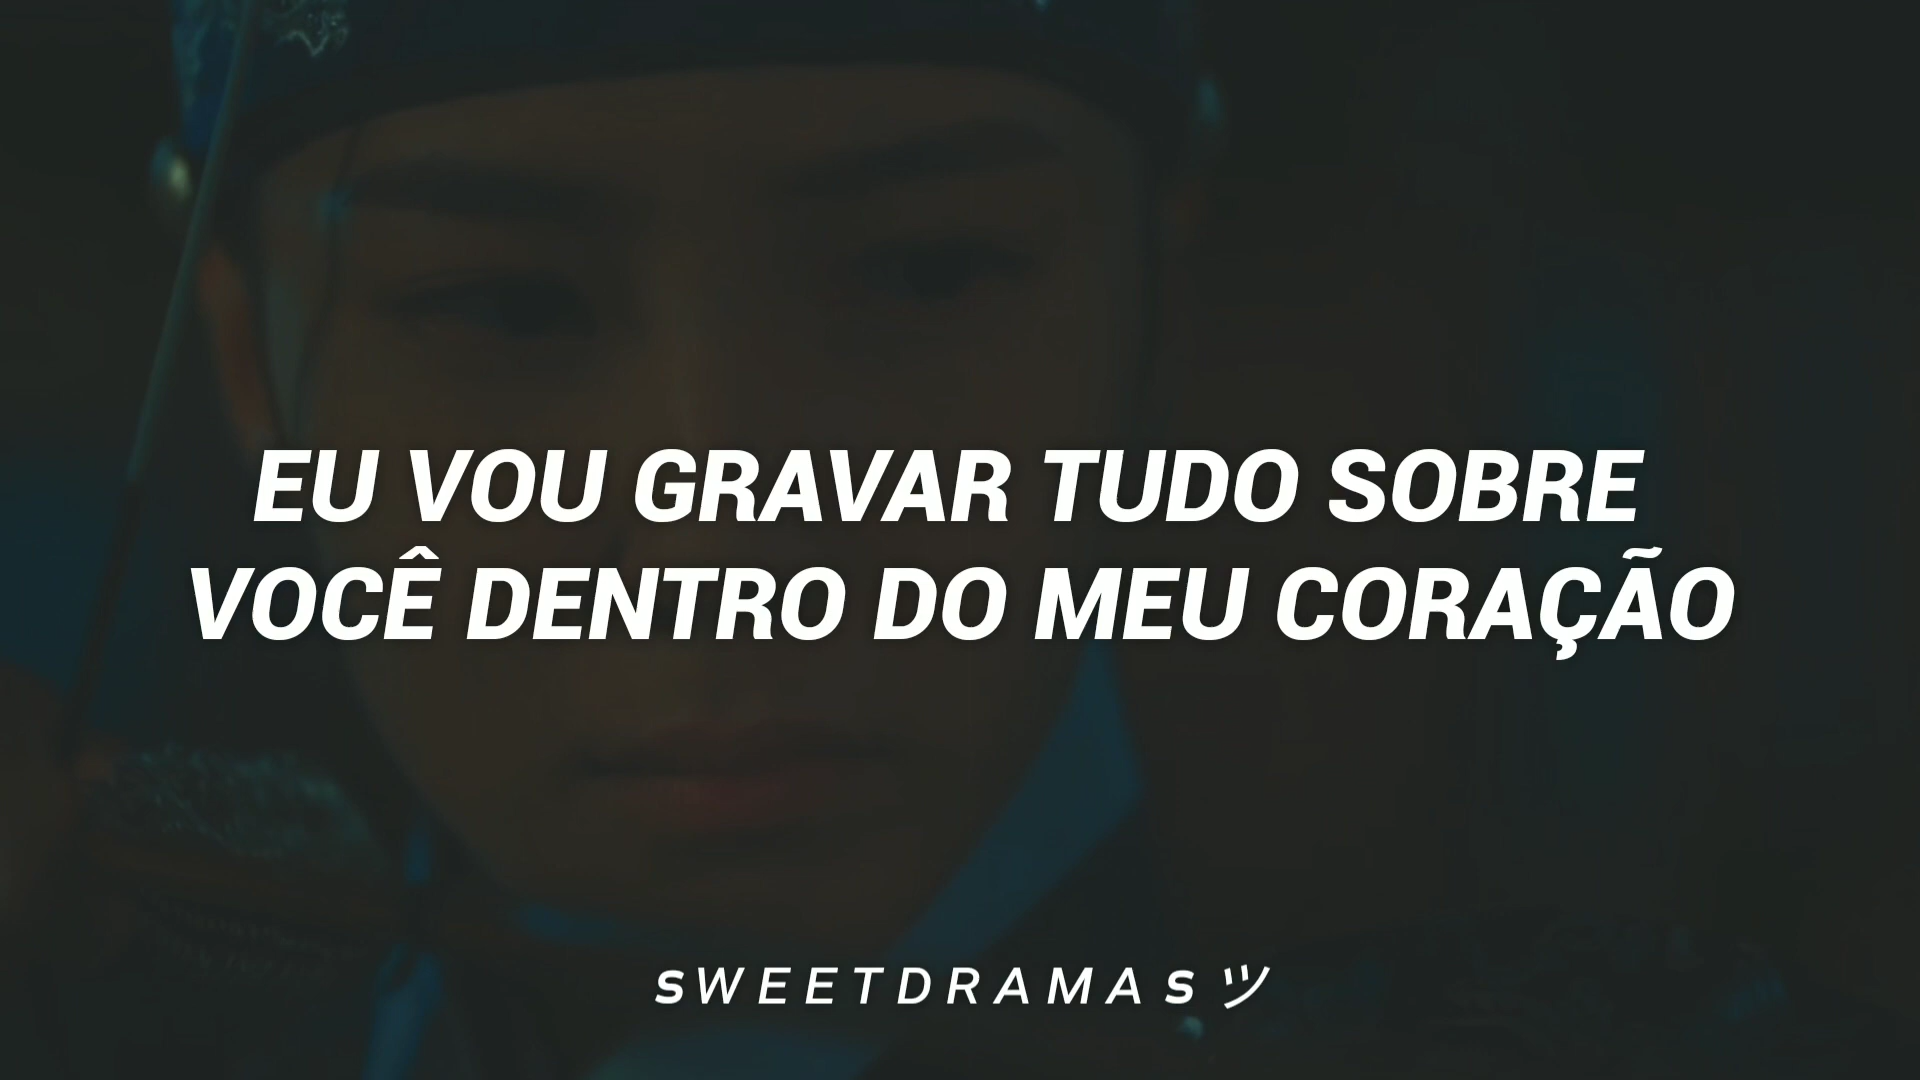 EU VOU GRAVAR TUDO SOBRE
VOCÊ DENTRO DO MEU CORAÇÃO
SWEETDRAMAS ツ